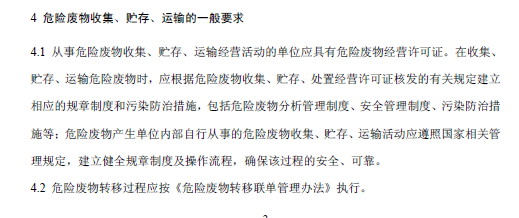 4 危险废物收集、贮存、运输的一般要求
4.1 从事危险废物收集、贮存、运输经营活动的单位应具有危险废物经营许可证。在收集、
贮存、运输危险废物时，应根据危险废物收集、贮存、处置经营许可证核发的有关规定建立
相应的规章制度和污染防治措施，包括危险废物分析管理制度、安全管理制度、污染防治措
施等；危险废物产生单位内部自行从事的危险废物收集、贮存、运输活动应遵照国家相关管
理规定，建立健全规章制度及操作流程，确保该过程的安全、可靠。
4.2 危险废物转移过程应按《危险废物转移联单管理办法》执行。